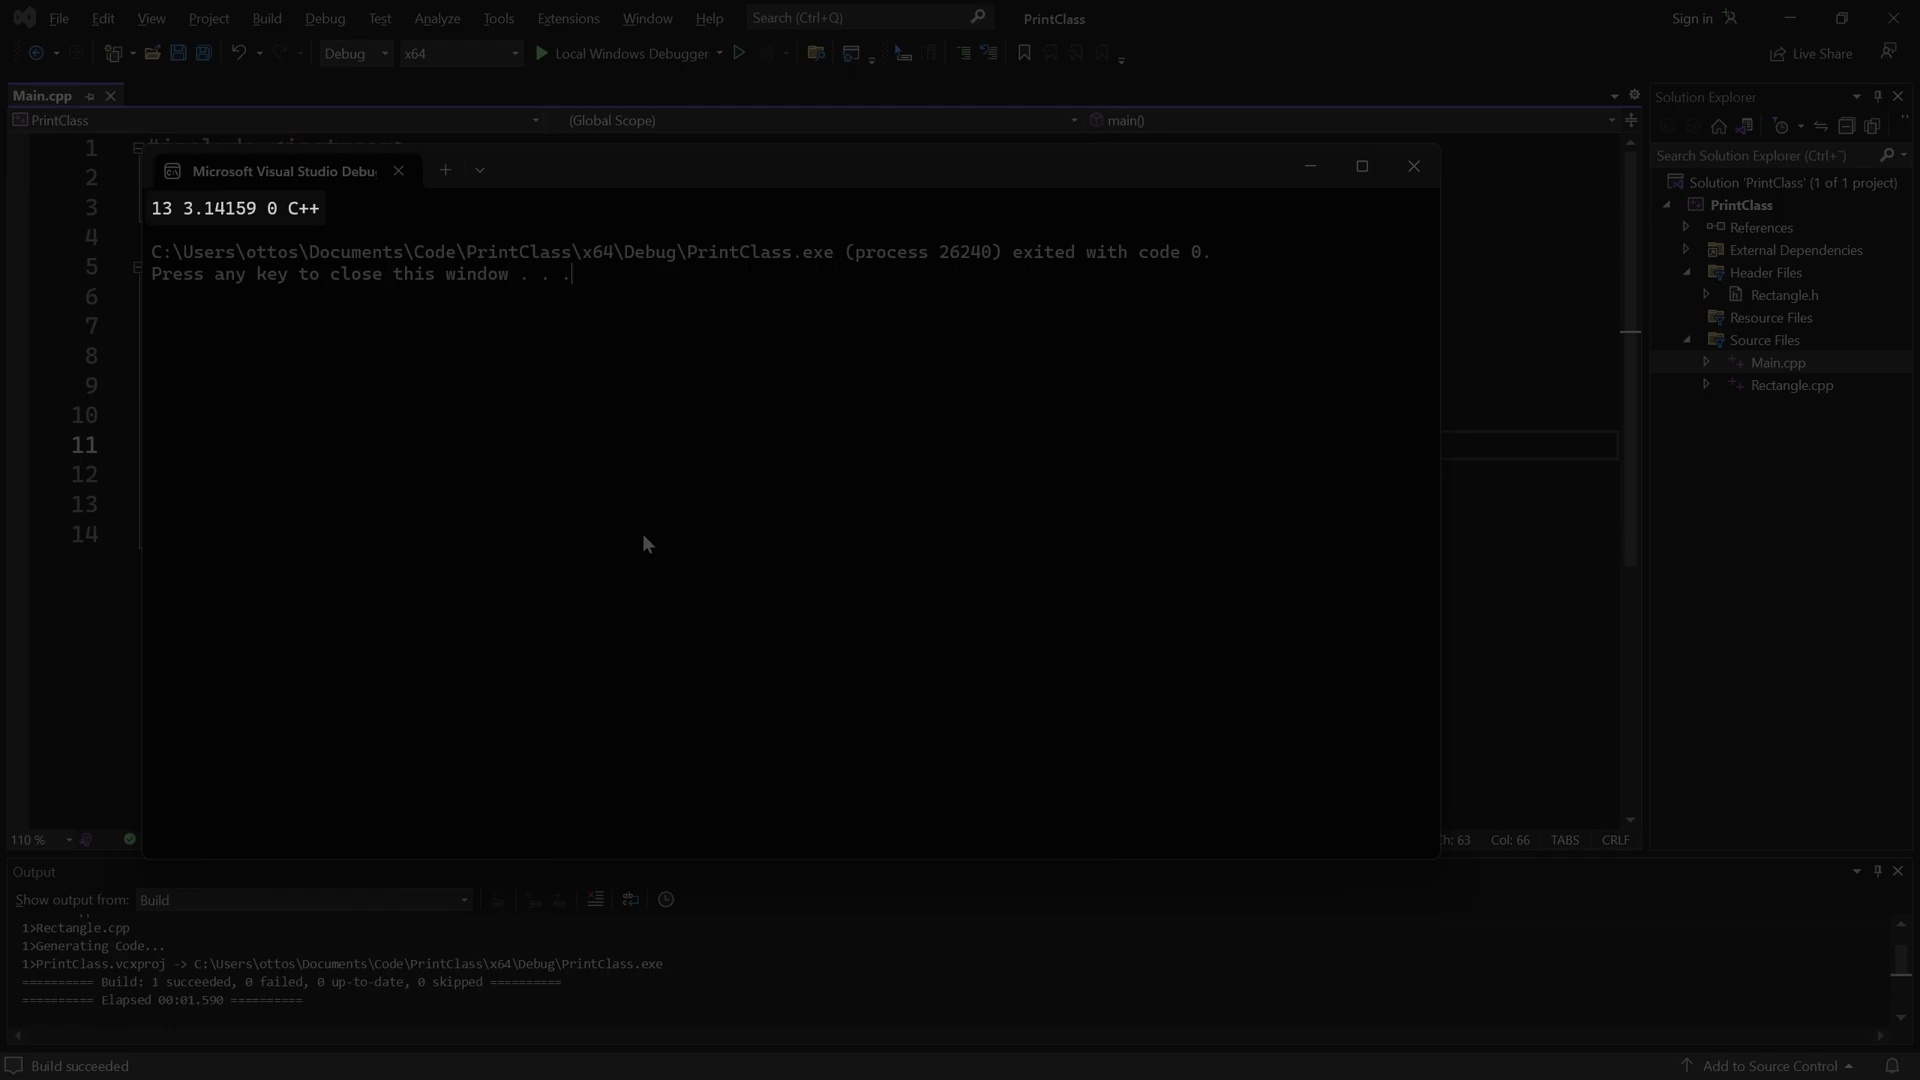 File Edit View Project Build Debug Test Analyze Tools Extensions Window Help Search (Ctrl+Q) PrintClass Sign in
Debug x64 Local Windows Debugger Live Share
Main.cpp
PrintClass (Global Scope) main()
1
2
3
4
5
6
7
8
9
10
11
12
13
14
Microsoft Visual Studio Debu
13 3.14159 0 C++
C:\Users\ottos\Documents\Code\PrintClass\x64\Debug\PrintClass.exe (process 26240) exited with code 0.
Press any key to close this window . . .
Solution Explorer
Search Solution Explorer (Ctrl+¨)
Solution 'PrintClass' (1 of 1 project)
PrintClass
References
External Dependencies
Header Files
Rectangle.h
Resource Files
Source Files
Main.cpp
Rectangle.cpp
110 % Ch: 63 Col: 66 TABS CRLF
Output
Show output from: Build
1>Rectangle.cpp
1>Generating Code...
1>PrintClass.vcxproj -> C:\Users\ottos\Documents\Code\PrintClass\x64\Debug\PrintClass.exe
========== Build: 1 succeeded, 0 failed, 0 up-to-date, 0 skipped ==========
========== Elapsed 00:01.590 ==========
Build succeeded Add to Source Control